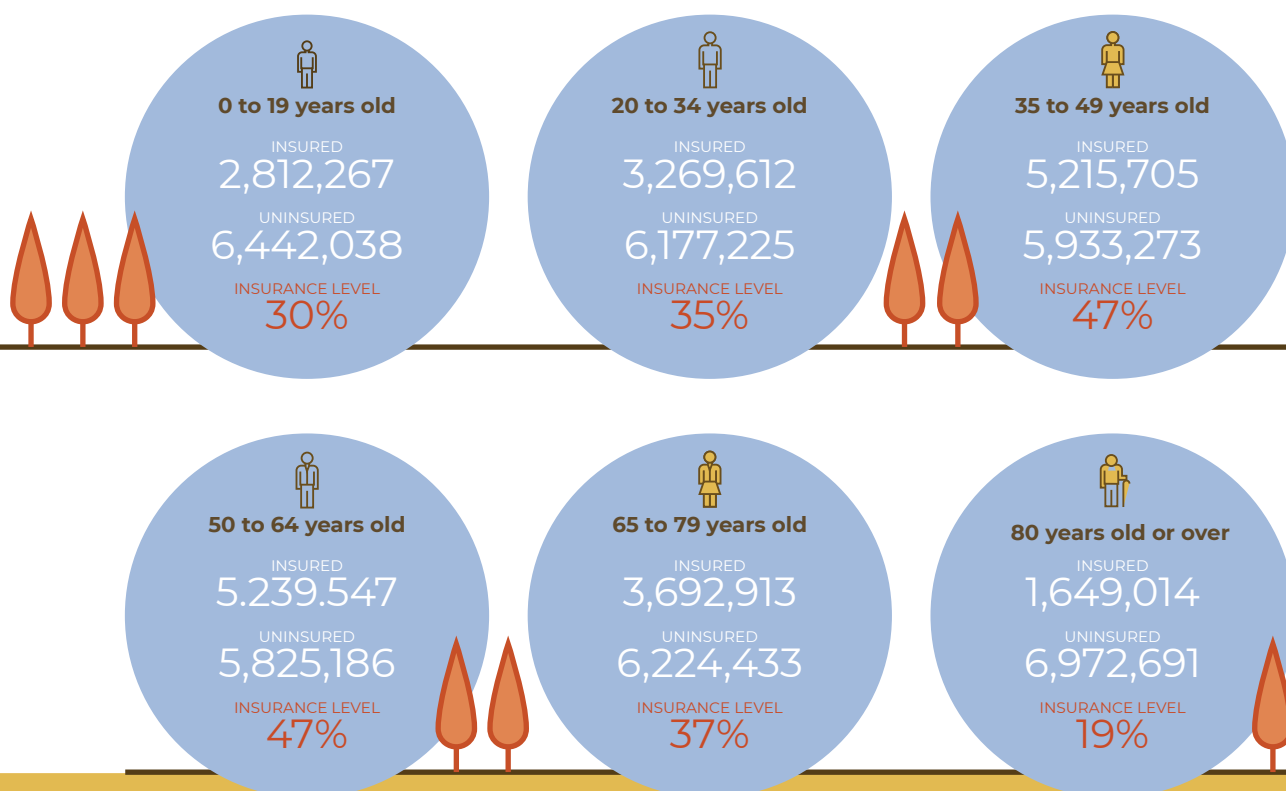 0 to 19 years old
INSURED
2,812,267
UNINSURED
6,442,038
INSURANCE LEVEL
30%
20 to 34 years old
INSURED
3,269,612
UNINSURED
6,177,225
INSURANCE LEVEL
35%
35 to 49 years old
INSURED
5,215,705
UNINSURED
5,933,273
INSURANCE LEVEL
47%
50 to 64 years old
INSURED
5.239.547
UNINSURED
5,825,186
INSURANCE LEVEL
47%
65 to 79 years old
INSURED
3,692,913
UNINSURED
6,224,433
INSURANCE LEVEL
37%
80 years old or over
INSURED
1,649,014
UNINSURED
6,972,691
INSURANCE LEVEL
19%